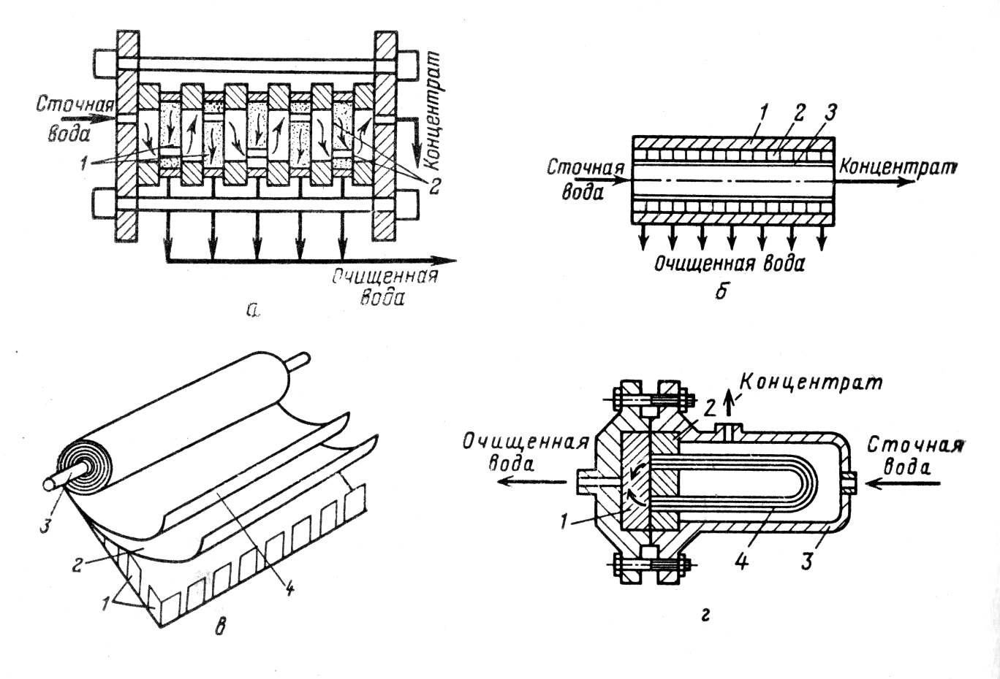 Сточная
вода
Концентрат
1
2
Очищенная
вода
а
1 2 3
Сточная
вода
Концентрат
Очищенная вода
б
3
2
1
4
в
Концентрат
2
Очищенная
вода
Сточная
вода
1
4
3
г